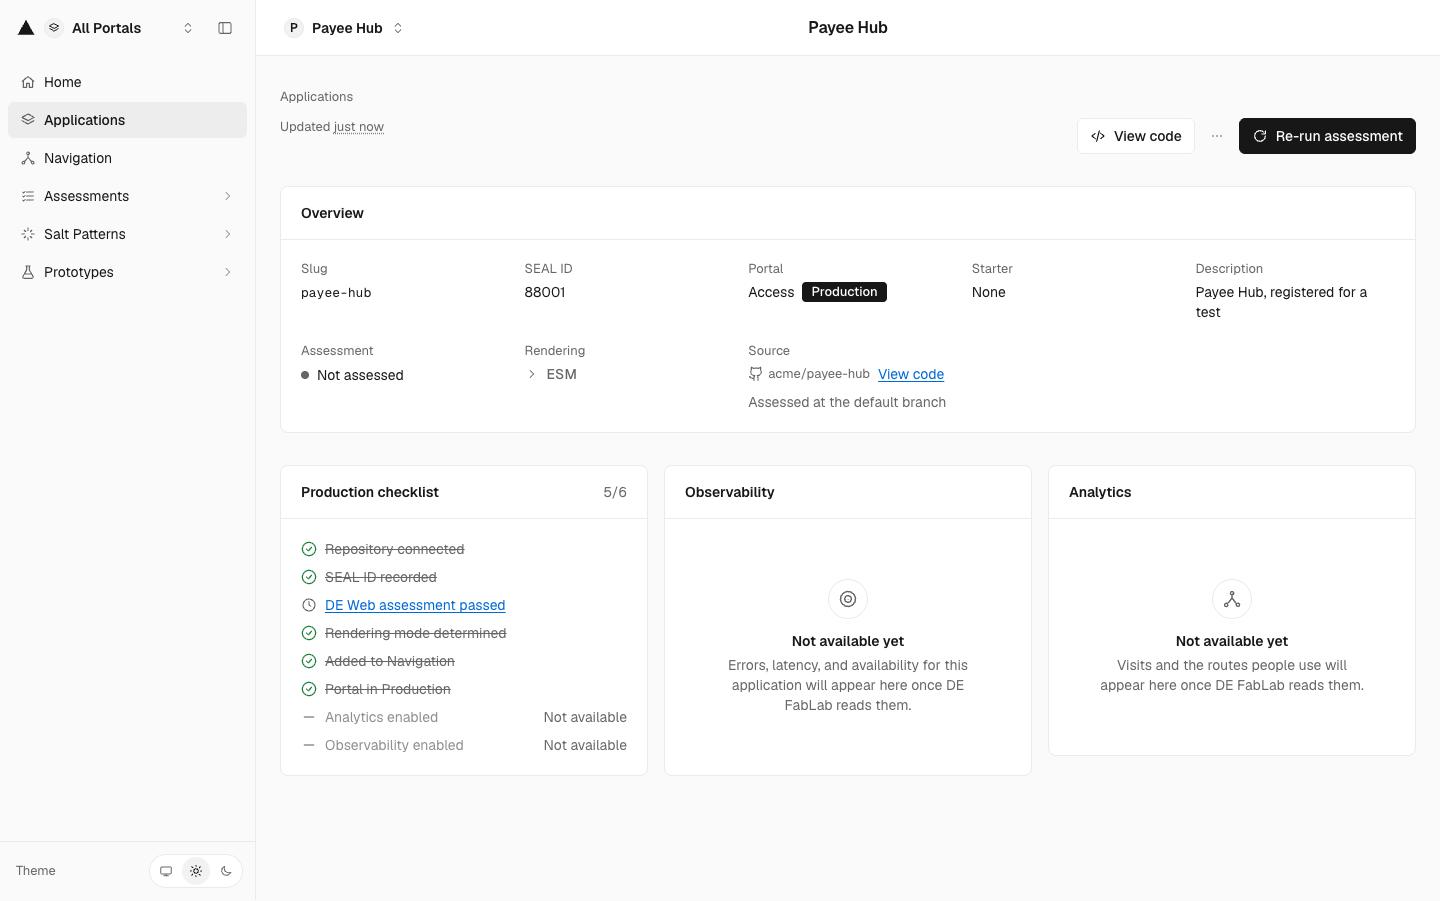 All Portals
Home
Applications
Navigation
Assessments
Salt Patterns
Prototypes
Theme
P Payee Hub
Payee Hub
Applications
Updated just now
View code
Re-run assessment
Overview
Slug
payee-hub
SEAL ID
88001
Portal
Access Production
Starter
None
Description
Payee Hub, registered for a
test
Assessment
Not assessed
Rendering
ESM
Source
acme/payee-hub View code
Assessed at the default branch
Production checklist 5/6
Repository connected
SEAL ID recorded
DE Web assessment passed
Rendering mode determined
Added to Navigation
Portal in Production
Analytics enabled Not available
Observability enabled Not available
Observability
Not available yet
Errors, latency, and availability for this
application will appear here once DE
FabLab reads them.
Analytics
Not available yet
Visits and the routes people use will
appear here once DE FabLab reads them.